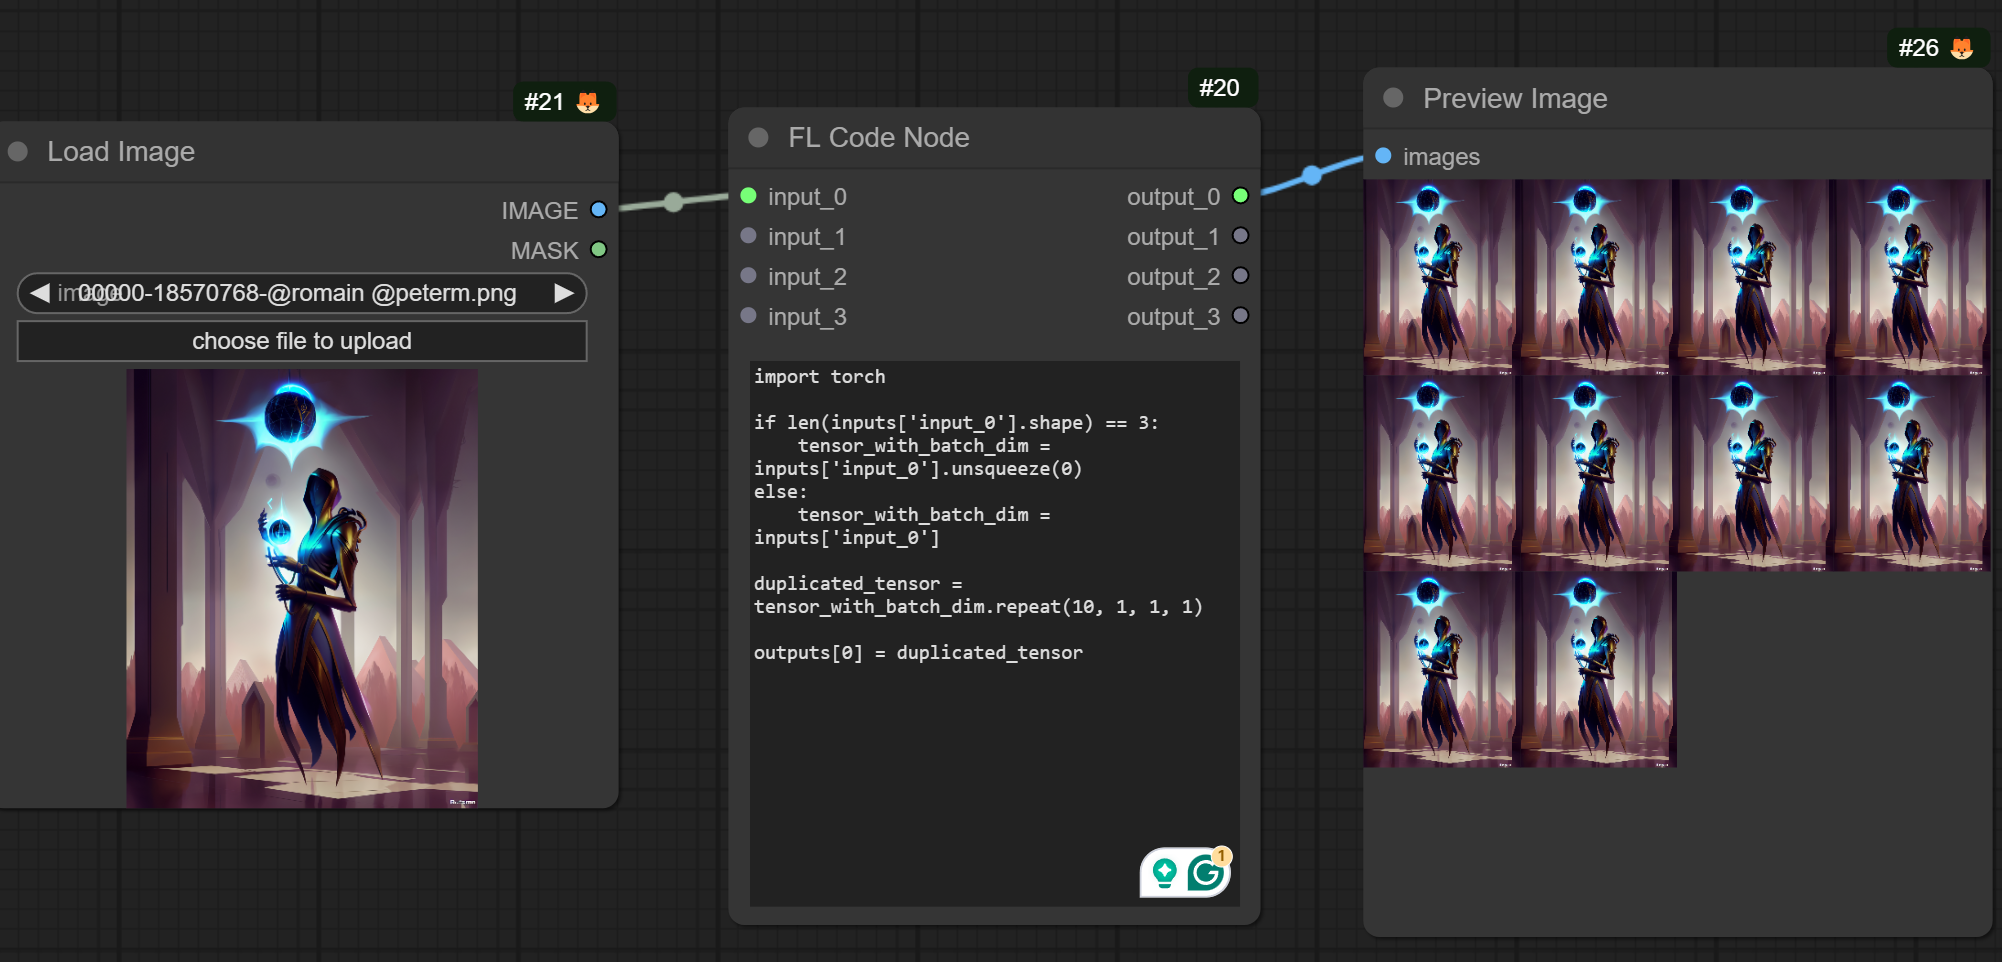 #21
Load Image
IMAGE
MASK
image
00000-18570768-@romain @peterm.png
choose file to upload
#20
FL Code Node
input_0 output_0
input_1 output_1
input_2 output_2
input_3 output_3
import torch
if len(inputs['input_0'].shape) == 3:
    tensor_with_batch_dim =
inputs['input_0'].unsqueeze(0)
else:
    tensor_with_batch_dim =
inputs['input_0']
duplicated_tensor =
tensor_with_batch_dim.repeat(10, 1, 1, 1)
outputs[0] = duplicated_tensor
1
#26
Preview Image
images